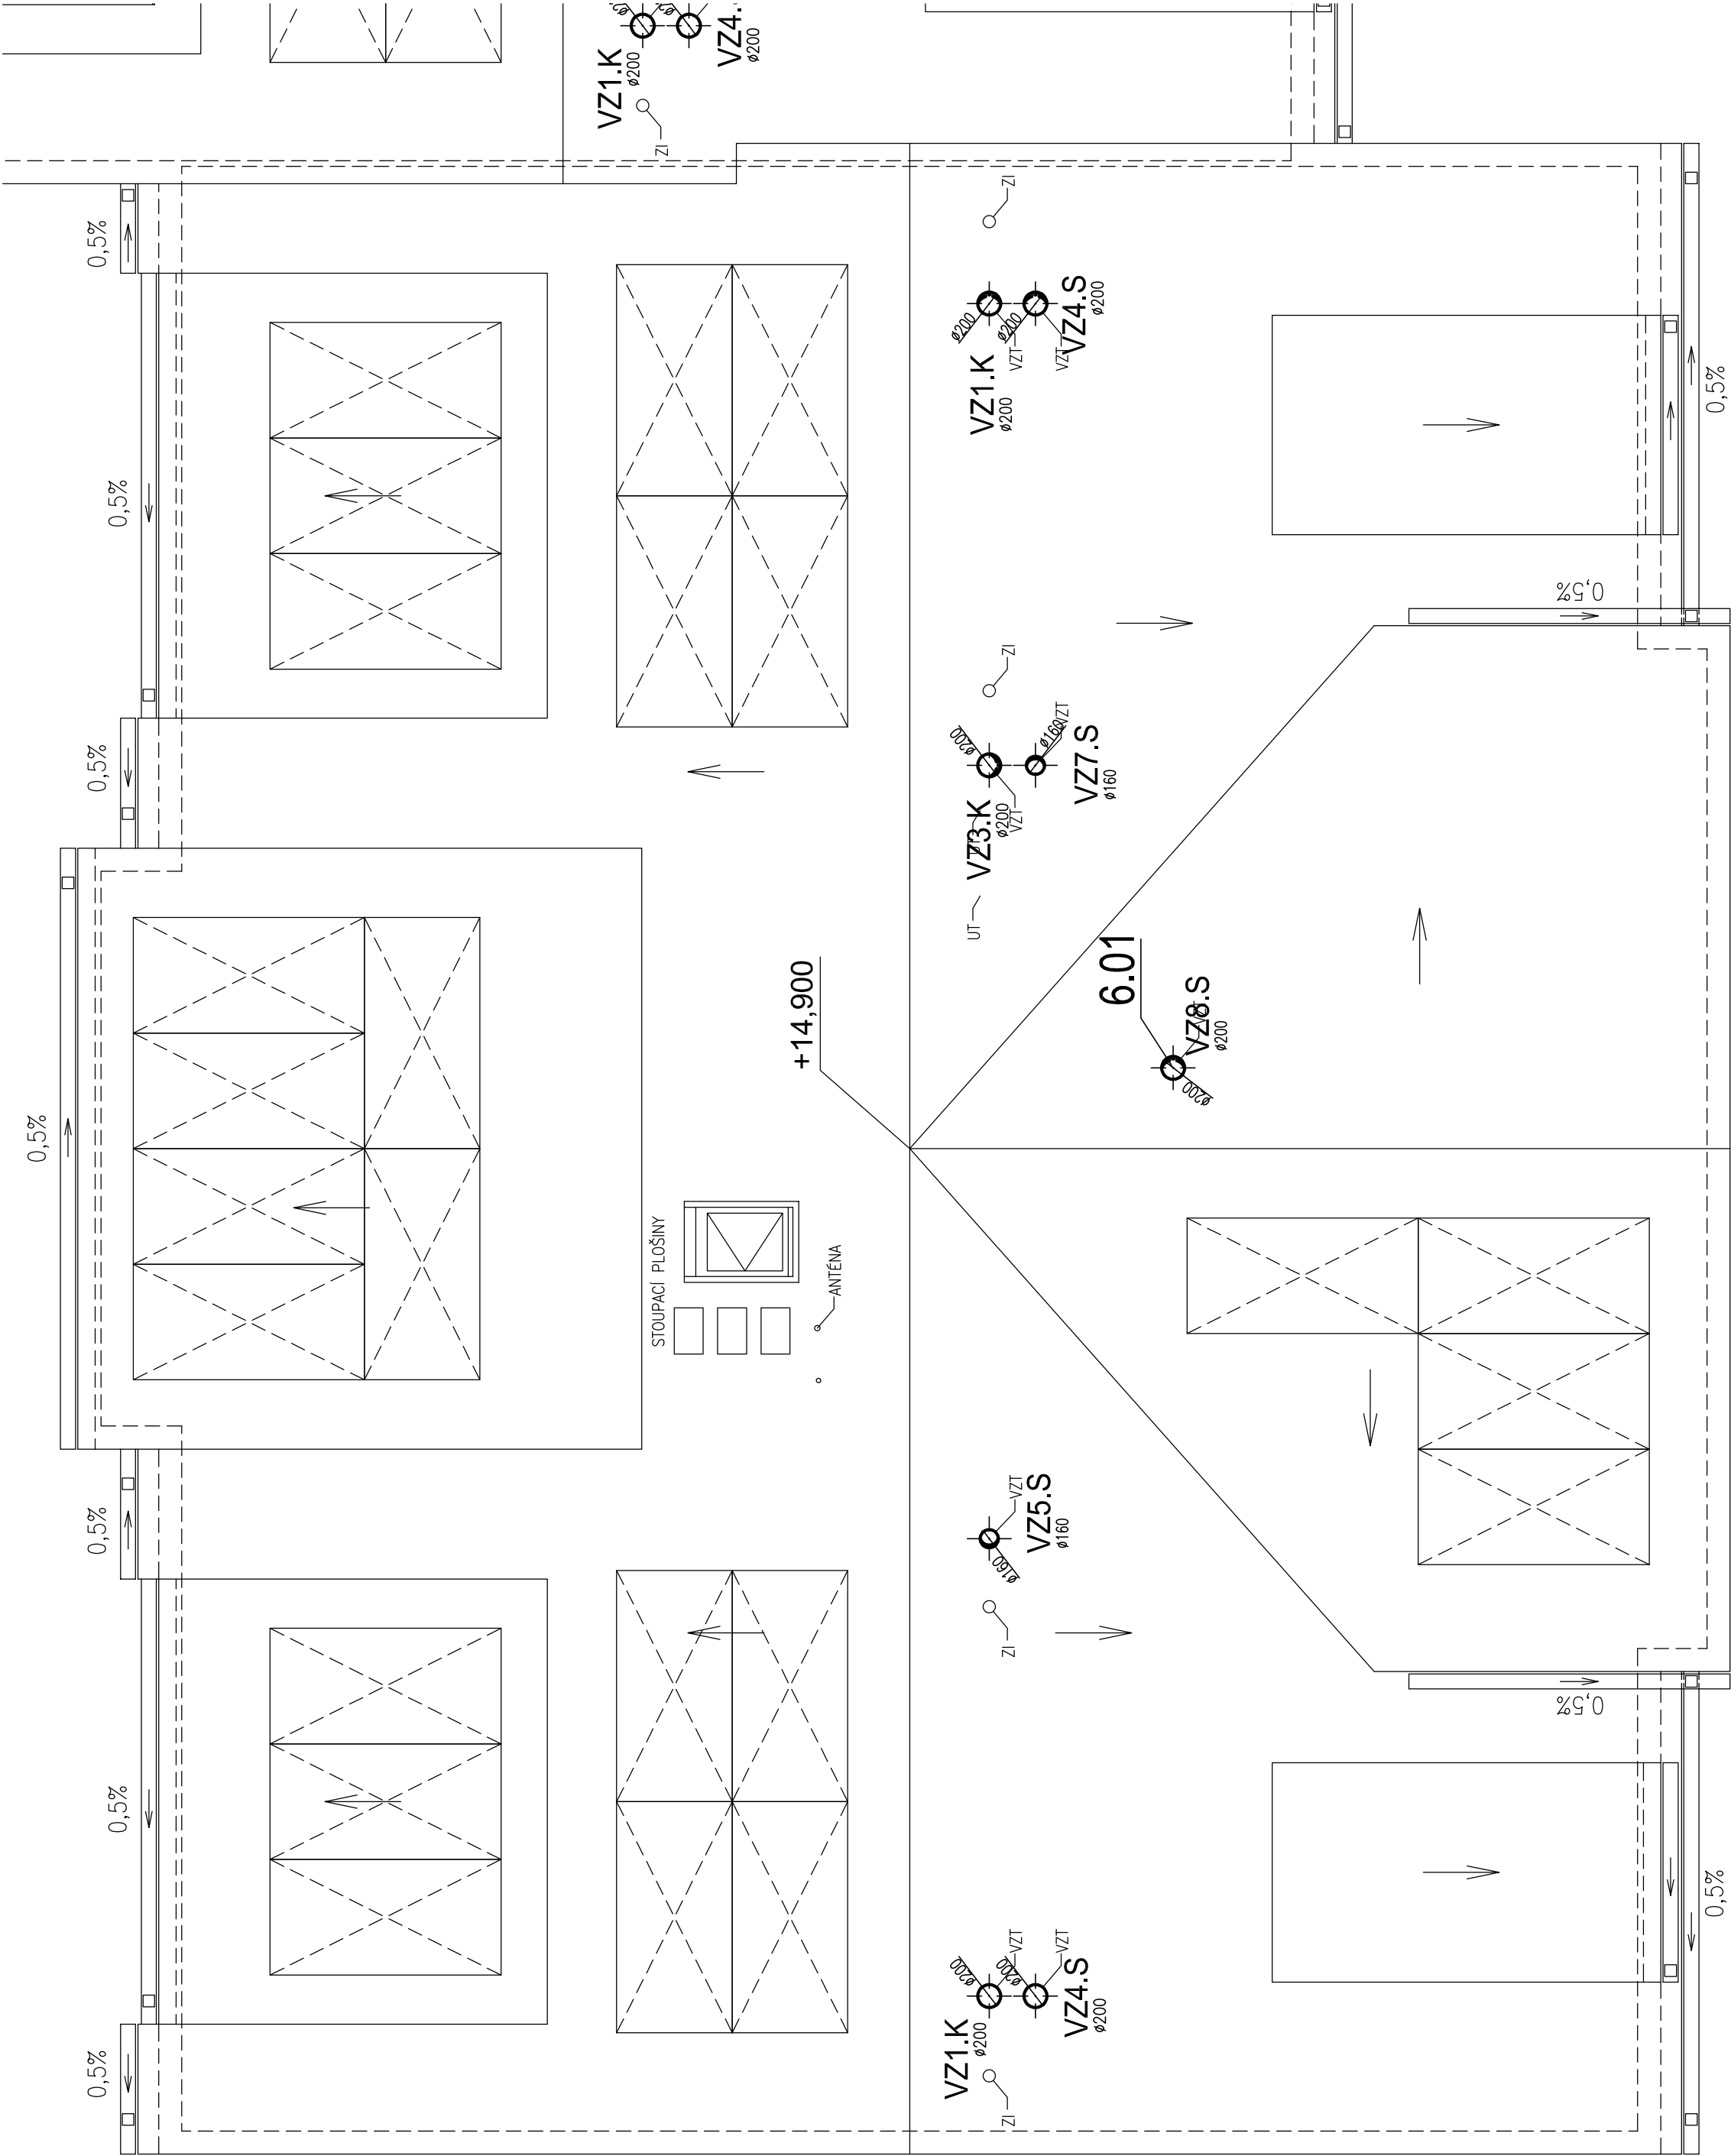 VZ1.K
ø200
VZ4.
ø200
ZI
0,5%
0,5%
0,5%
0,5%
0,5%
0,5%
0,5%
ZI
ø200
ø200
VZT
VZT
VZ1.K
ø200
VZ4.S
ø200
0,5%
0,5%
ZI
ø200
ø160
VZT
VZT
VZ3.K
ø200
VZ7.S
ø160
UT
+14,900
6.01
VZ8.S
ø200
ø200
STOUPACÍ PLOŠINY
ANTÉNA
VZT
VZ5.S
ø160
ø160
ZI
0,5%
0,5%
VZT
VZT
ø200
ø200
VZ4.S
ø200
VZ1.K
ø200
ZI